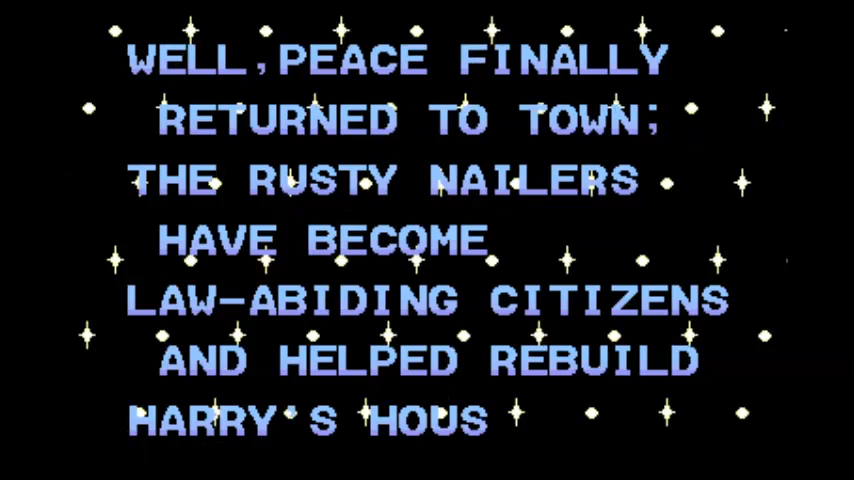 WELL,PEACE FINALLY
RETURNED TO TOWN;
THE RUSTY NAILERS
HAVE BECOME
LAW-ABIDING CITIZENS
AND HELPED REBUILD
HARRY'S HOUS